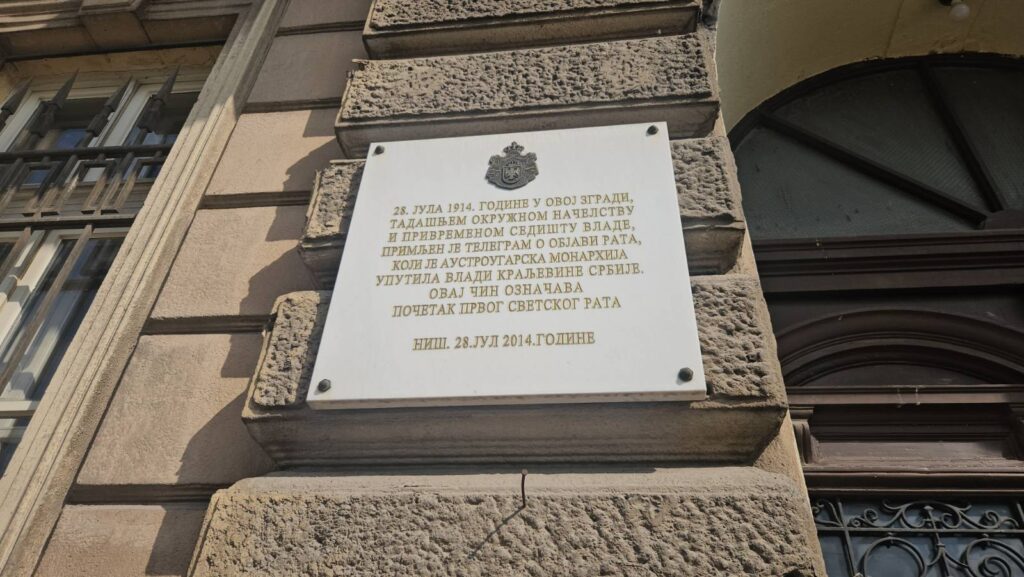 28. ЈУЛА 1914. ГОДИНЕ У ОВОЈ ЗГРАДИ,
ТАДАШЊЕМ ОКРУЖНОМ НАЧЕЛСТВУ
И ПРИВРЕМЕНОМ СЕДИШТУ ВЛАДЕ,
ПРИМЉЕН ЈЕ ТЕЛЕГРАМ О ОБЈАВИ РАТА,
КОЈИ ЈЕ АУСТРОУГАРСКА МОНАРХИЈА
УПУТИЛА ВЛАДИ КРАЉЕВИНЕ СРБИЈЕ.
ОВАЈ ЧИН ОЗНАЧАВА
ПОЧЕТАК ПРВОГ СВЕТСКОГ РАТА
НИШ. 28.ЈУЛ 2014.ГОДИНЕ